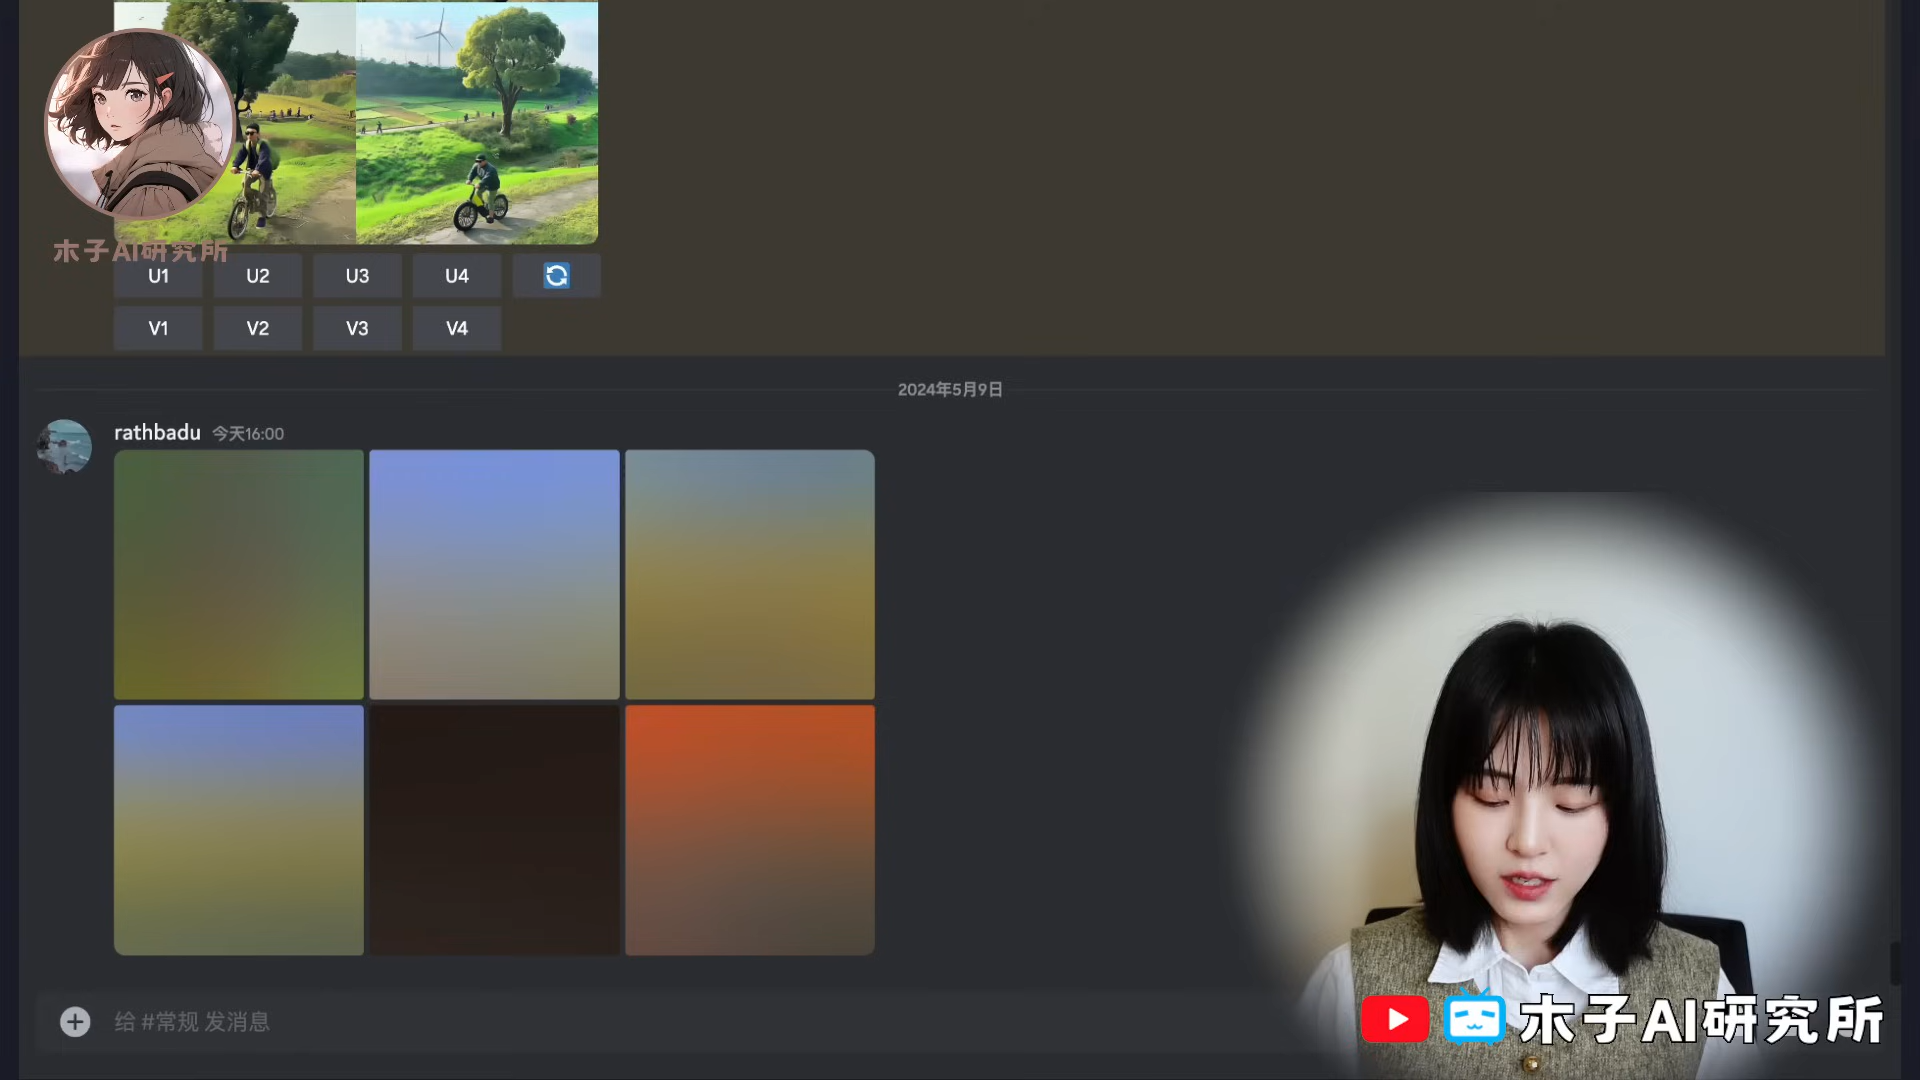 木子AI研究所
U1 U2 U3 U4
V1 V2 V3 V4
2024年5月9日
rathbadu 今天16:00
给 #常规 发消息
木子AI研究所